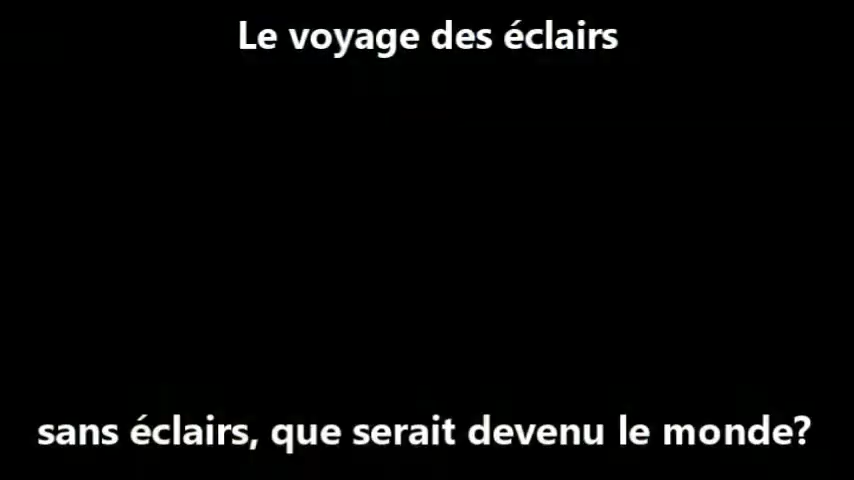 Le voyage des éclairs
sans éclairs, que serait devenu le monde?